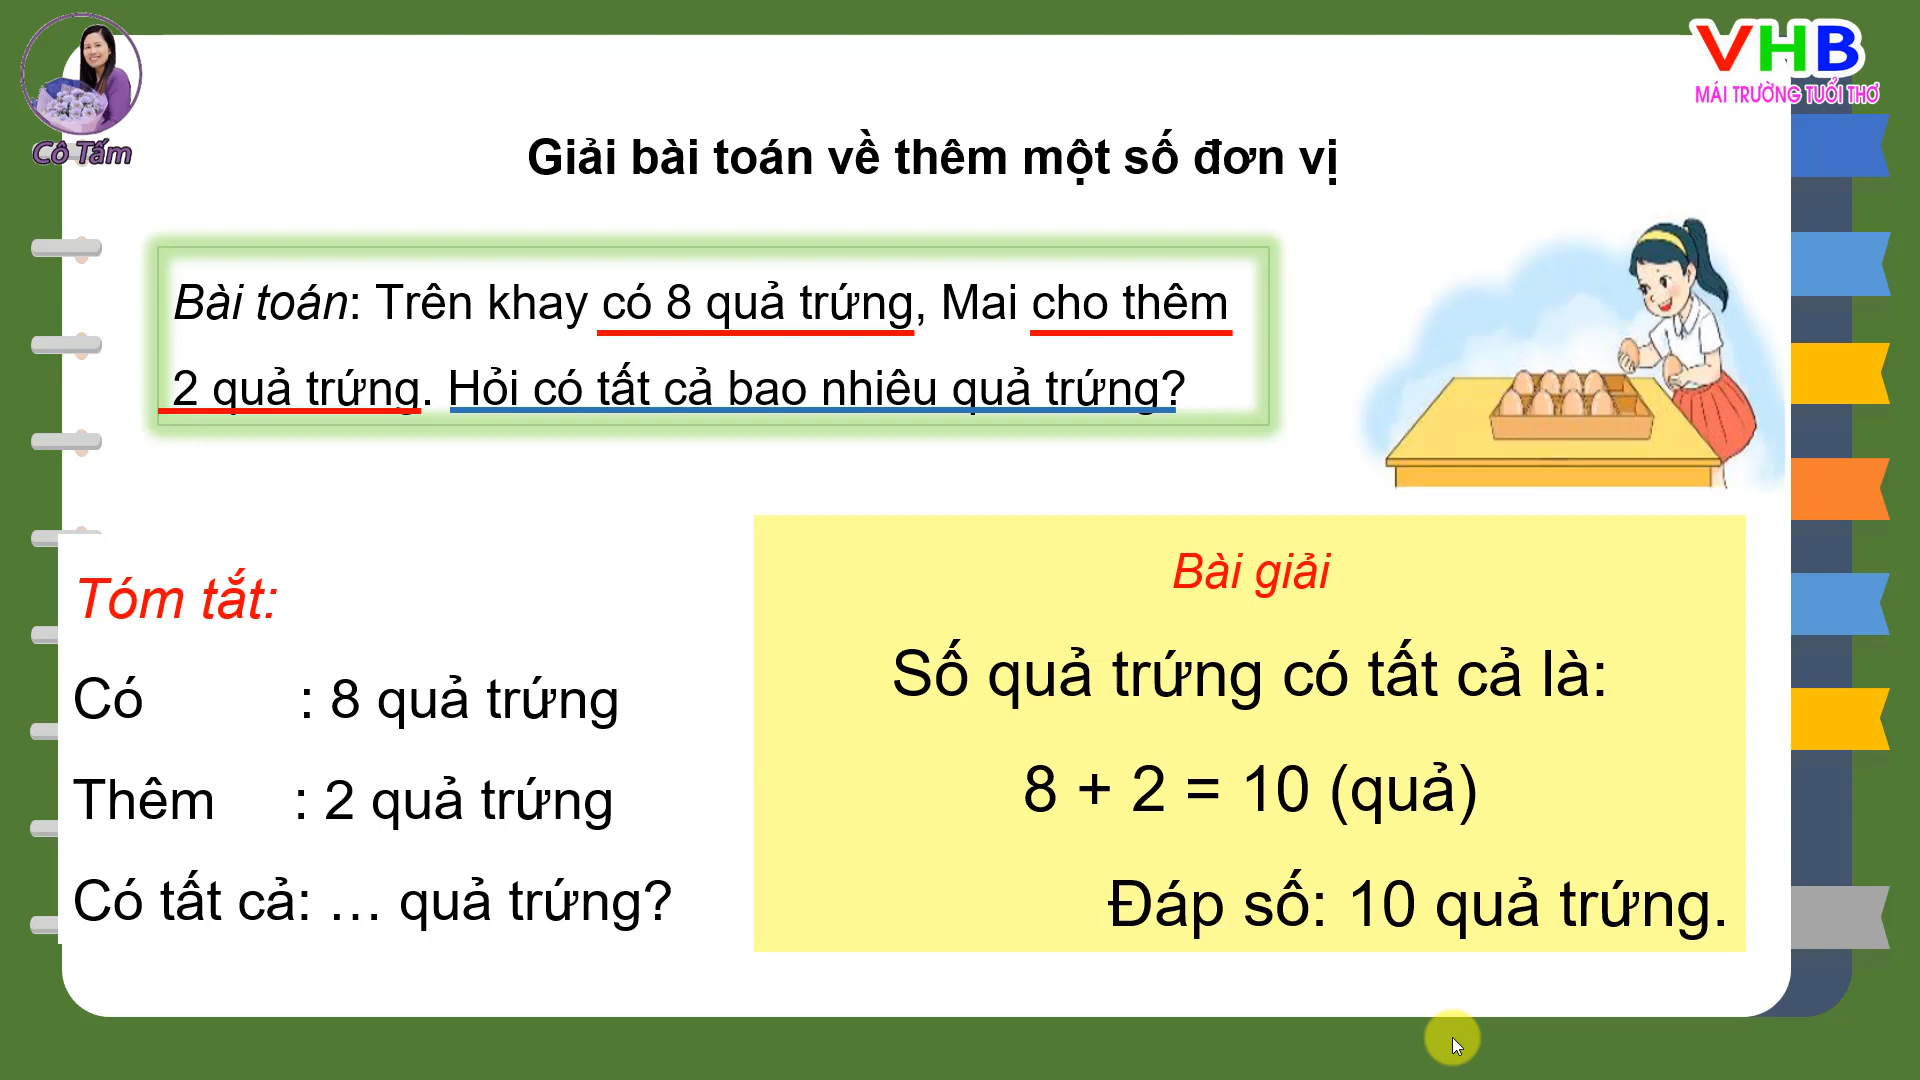 Cô Tấm
VHB
MÁI TRƯỜNG TUỔI THƠ
Giải bài toán về thêm một số đơn vị
Bài toán: Trên khay có 8 quả trứng, Mai cho thêm
2 quả trứng. Hỏi có tất cả bao nhiêu quả trứng?
Tóm tắt:
Có : 8 quả trứng
Thêm : 2 quả trứng
Có tất cả: … quả trứng?
Bài giải
Số quả trứng có tất cả là:
8 + 2 = 10 (quả)
Đáp số: 10 quả trứng.